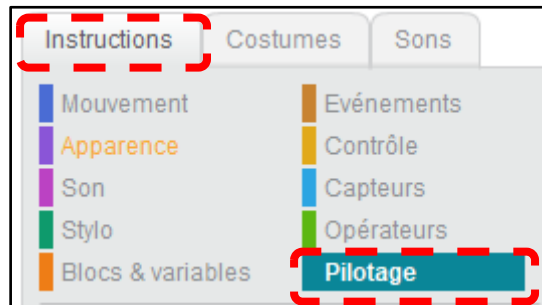 Instructions Costumes Sons
Mouvement Evénements
Apparence Contrôle
Son Capteurs
Stylo Opérateurs
Blocs & variables Pilotage